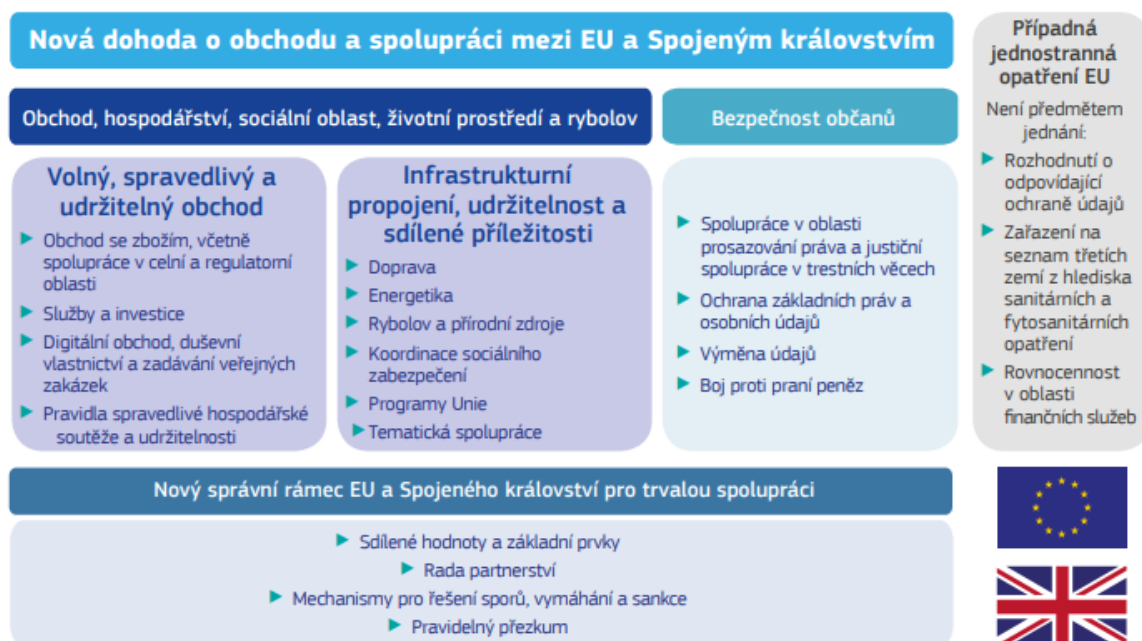 Nová dohoda o obchodu a spolupráci mezi EU a Spojeným královstvím
Obchod, hospodářství, sociální oblast, životní prostředí a rybolov
Volný, spravedlivý a
udržitelný obchod
Obchod se zbožím, včetně
spolupráce v celní a regulatorní
oblasti
Služby a investice
Digitální obchod, duševní
vlastnictví a zadávání veřejných
zakázek
Pravidla spravedlivé hospodářské
soutěže a udržitelnosti
Infrastrukturní
propojení, udržitelnost a
sdílené příležitosti
Doprava
Energetika
Rybolov a přírodní zdroje
Koordinace sociálního
zabezpečení
Programy Unie
Tematická spolupráce
Bezpečnost občanů
Spolupráce v oblasti
prosazování práva a justiční
spolupráce v trestních věcech
Ochrana základních práv a
osobních údajů
Výměna údajů
Boj proti praní peněz
Nový správní rámec EU a Spojeného království pro trvalou spolupráci
Sdílené hodnoty a základní prvky
Rada partnerství
Mechanismy pro řešení sporů, vymáhání a sankce
Pravidelný přezkum
Případná
jednostranná
opatření EU
Není předmětem
jednání:
Rozhodnutí o
odpovídající
ochraně údajů
Zařazení na
seznam třetích
zemí z hlediska
sanitárních a
fytosanitárních
opatření
Rovnocennost
v oblasti
finančních služeb